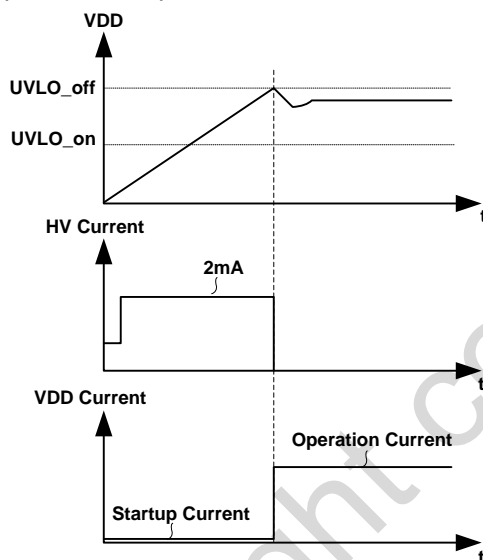 VDD
UVLO_off
UVLO_on
t
HV Current
2mA
t
VDD Current
Operation Current
Startup Current
t